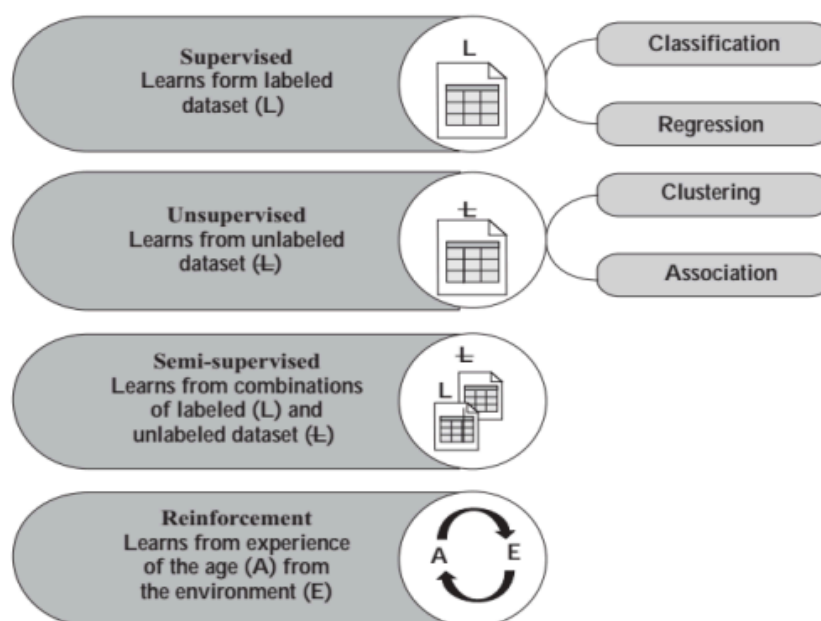 Supervised
Learns form labeled
dataset (L)
L
Classification
Regression
Unsupervised
Learns from unlabeled
dataset (Ł)
Ł
Clustering
Association
Semi-supervised
Learns from combinations
of labeled (L) and
unlabeled dataset (Ł)
Ł
L
Reinforcement
Learns from experience
of the age (A) from
the environment (E)
A
E